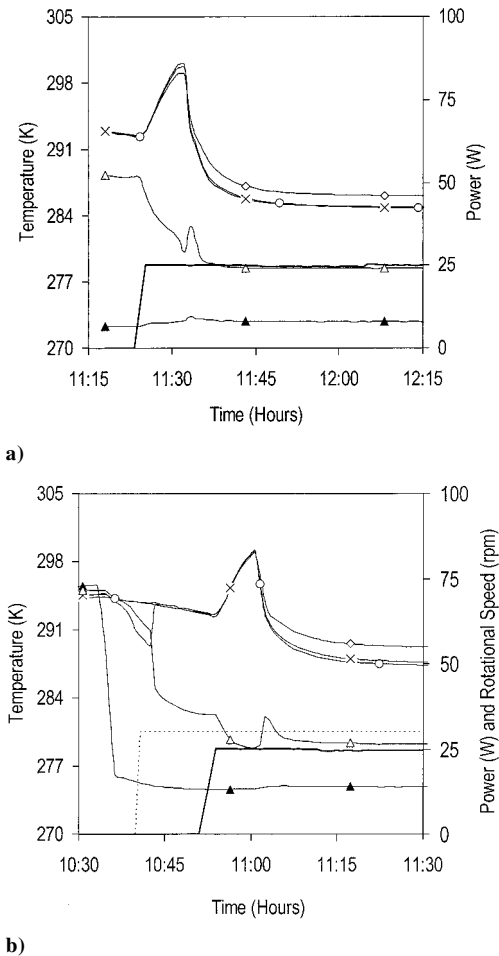 305
298
291
284
277
270
Temperature (K)
100
75
50
25
0
Power (W)
11:15 11:30 11:45 12:00 12:15
Time (Hours)
a)
305
298
291
284
277
270
Temperature (K)
100
75
50
25
0
Power (W) and Rotational Speed (rpm)
10:30 10:45 11:00 11:15 11:30
Time (Hours)
b)